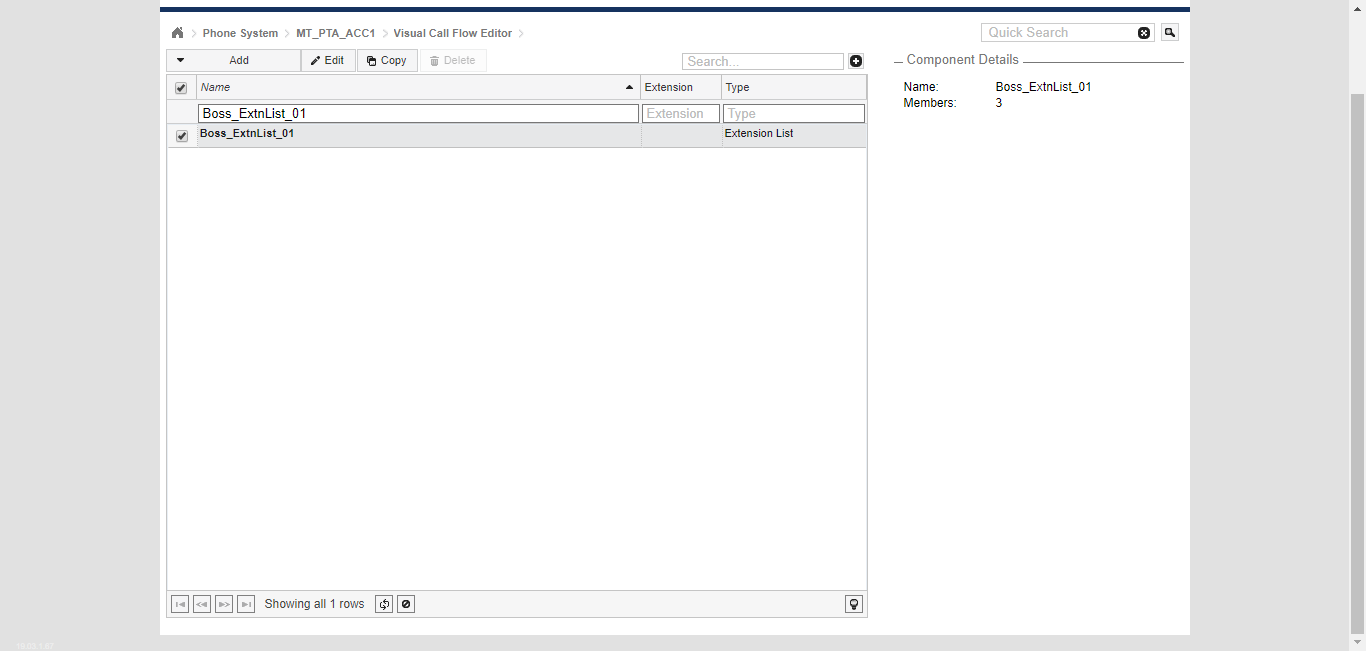 Phone System MT_PTA_ACC1 Visual Call Flow Editor
Quick Search
Add Edit Copy Delete
Search...
Component Details
Name Extension Type
Name: Boss_ExtnList_01
Members: 3
Boss_ExtnList_01 Extension Type
Boss_ExtnList_01 Extension List
Showing all 1 rows